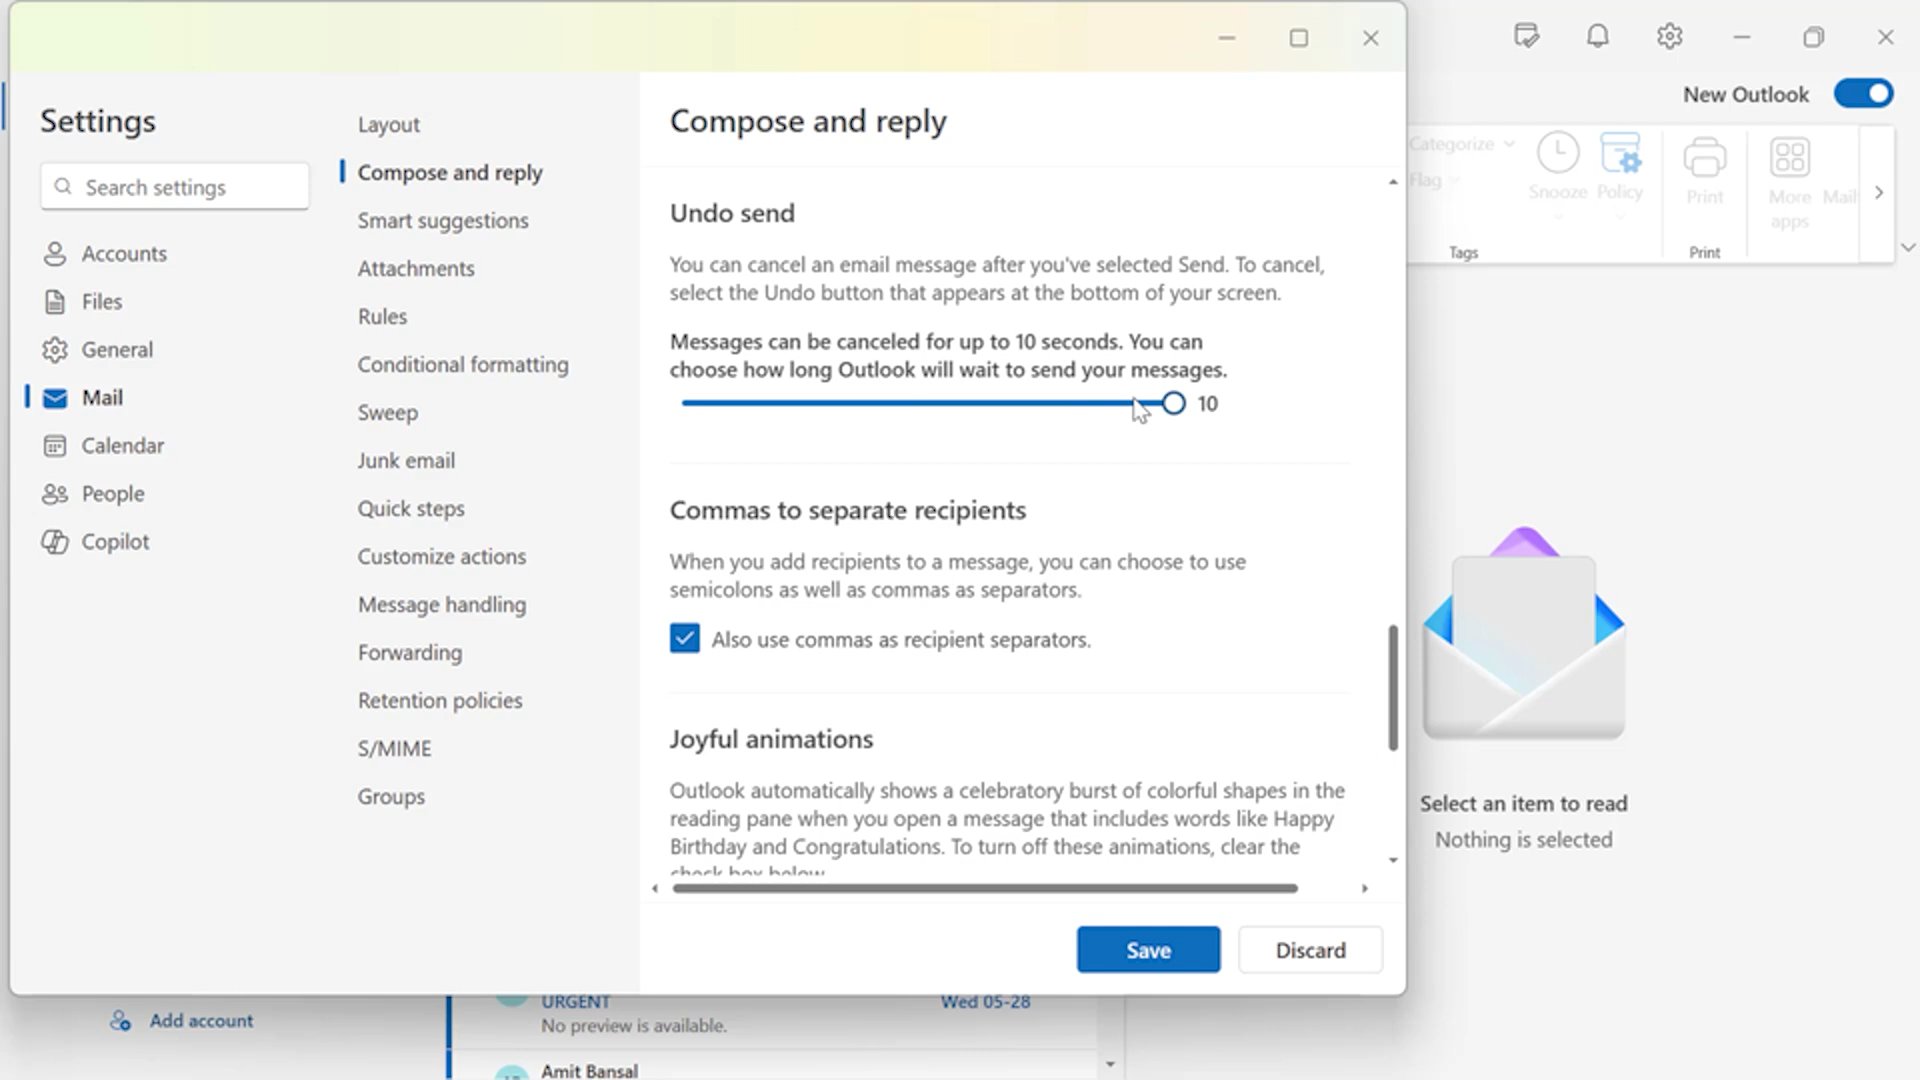 Settings
Search settings
Accounts
Files
General
Mail
Calendar
People
Copilot
Layout
Compose and reply
Smart suggestions
Attachments
Rules
Conditional formatting
Sweep
Junk email
Quick steps
Customize actions
Message handling
Forwarding
Retention policies
S/MIME
Groups
Compose and reply
Undo send
You can cancel an email message after you've selected Send. To cancel,
select the Undo button that appears at the bottom of your screen.
Messages can be canceled for up to 10 seconds. You can
choose how long Outlook will wait to send your messages.
10
Commas to separate recipients
When you add recipients to a message, you can choose to use
semicolons as well as commas as separators.
Also use commas as recipient separators.
Joyful animations
Outlook automatically shows a celebratory burst of colorful shapes in the
reading pane when you open a message that includes words like Happy
Birthday and Congratulations. To turn off these animations, clear the
check box below.
Save
Discard
New Outlook
Categorize
Flag
Snooze
Policy
Print
More
apps
Mail
Tags
Print
Select an item to read
Nothing is selected
Add account
URGENT
Wed 05-28
No preview is available.
Amit Bansal